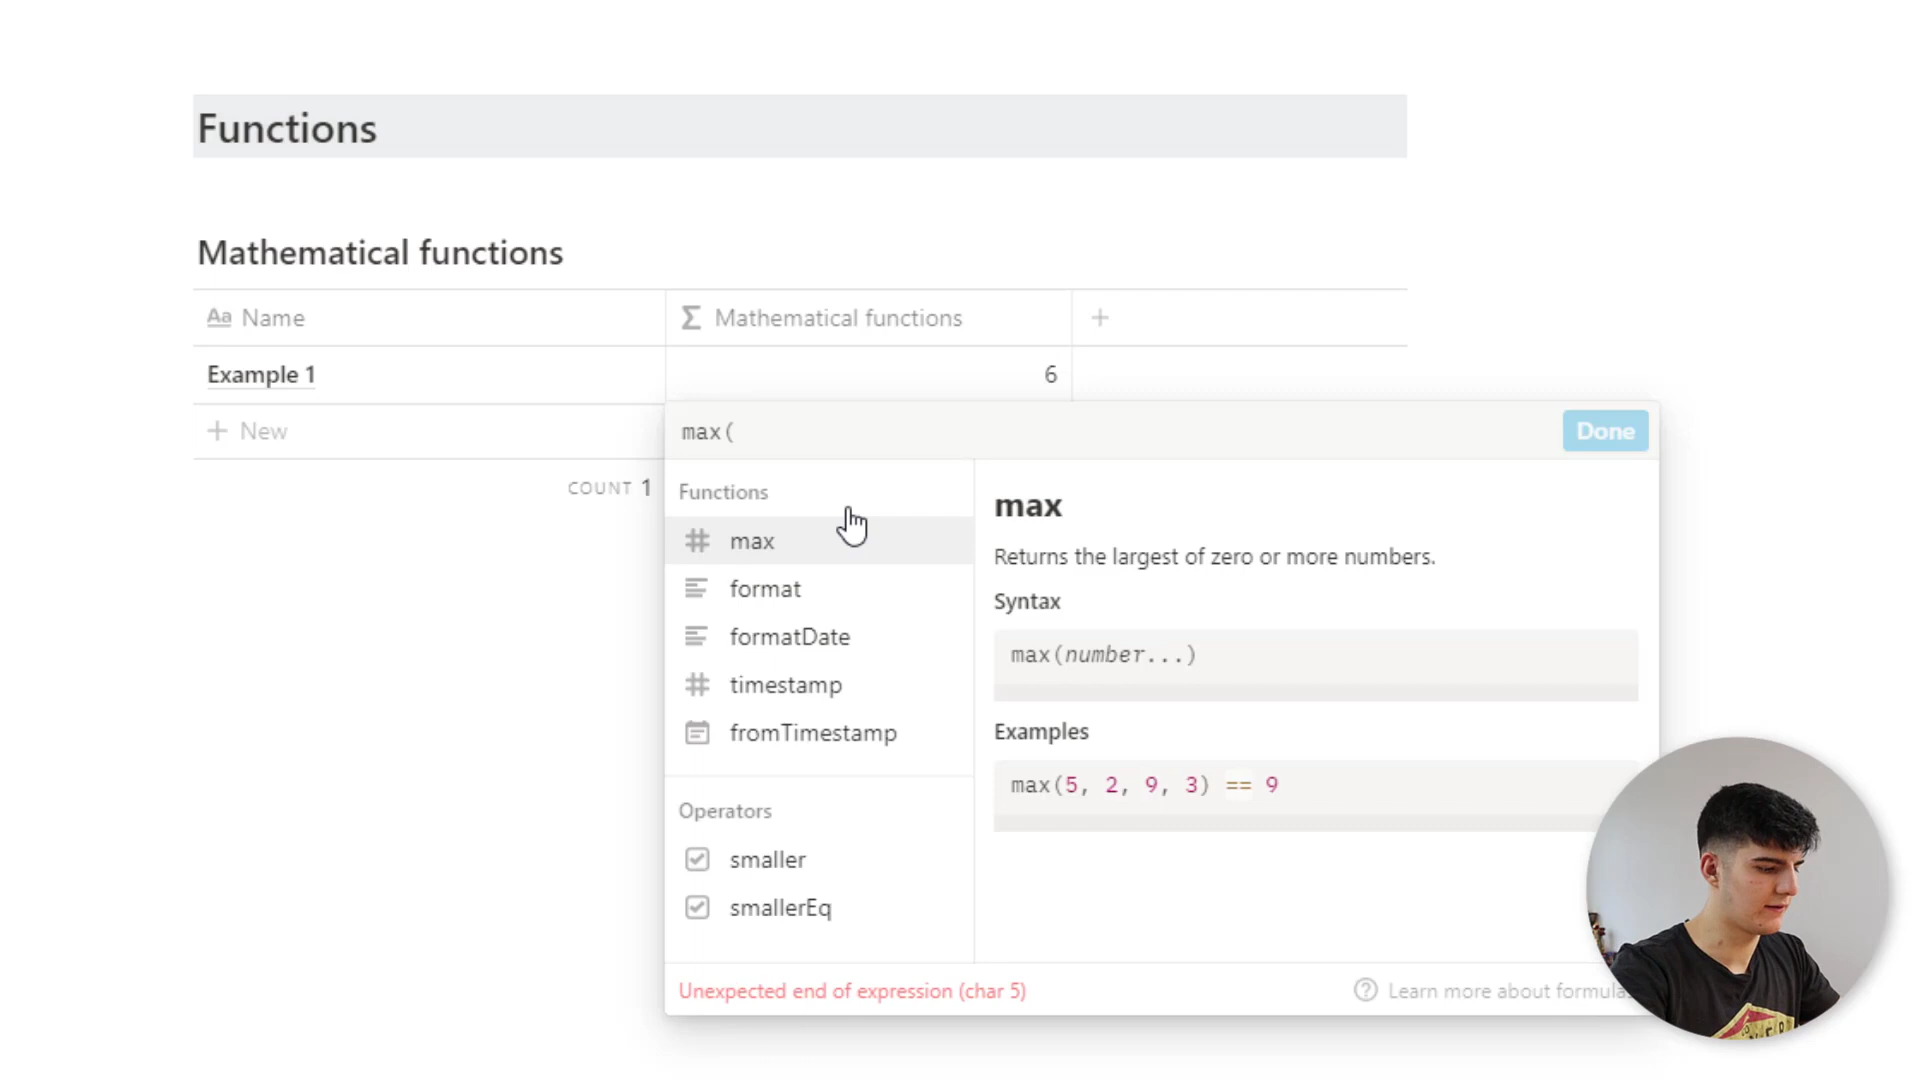 Functions
Mathematical functions
Aa Name
Mathematical functions
Example 1
6
New
COUNT 1
max(
Done
Functions
max
format
formatDate
timestamp
fromTimestamp
Operators
smaller
smallerEq
max
Returns the largest of zero or more numbers.
Syntax
max(number...)
Examples
max(5, 2, 9, 3) == 9
Unexpected end of expression (char 5)
Learn more about formulas